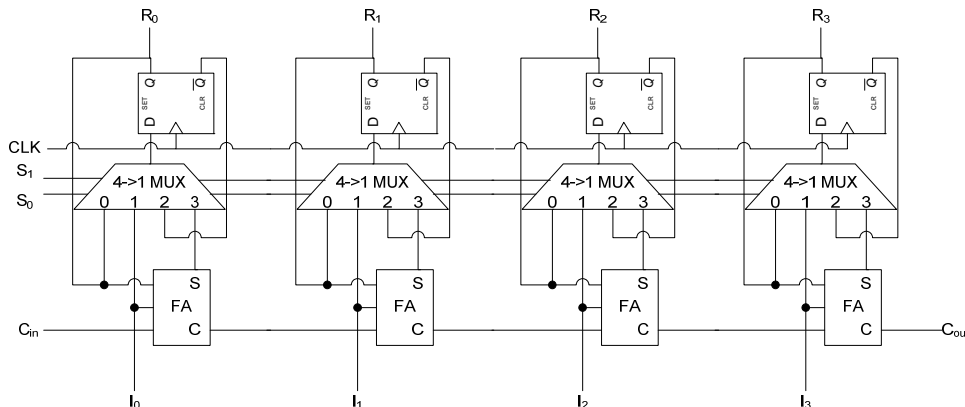 R0 R1 R2 R3
Q Q Q Q Q Q Q Q
SET CLR SET CLR SET CLR SET CLR
D D D D
CLK
S1
4->1 MUX 4->1 MUX 4->1 MUX 4->1 MUX
S0
0 1 2 3 0 1 2 3 0 1 2 3 0 1 2 3
S S S S
FA FA FA FA
Cin C C C C Cou
I0 I1 I2 I3